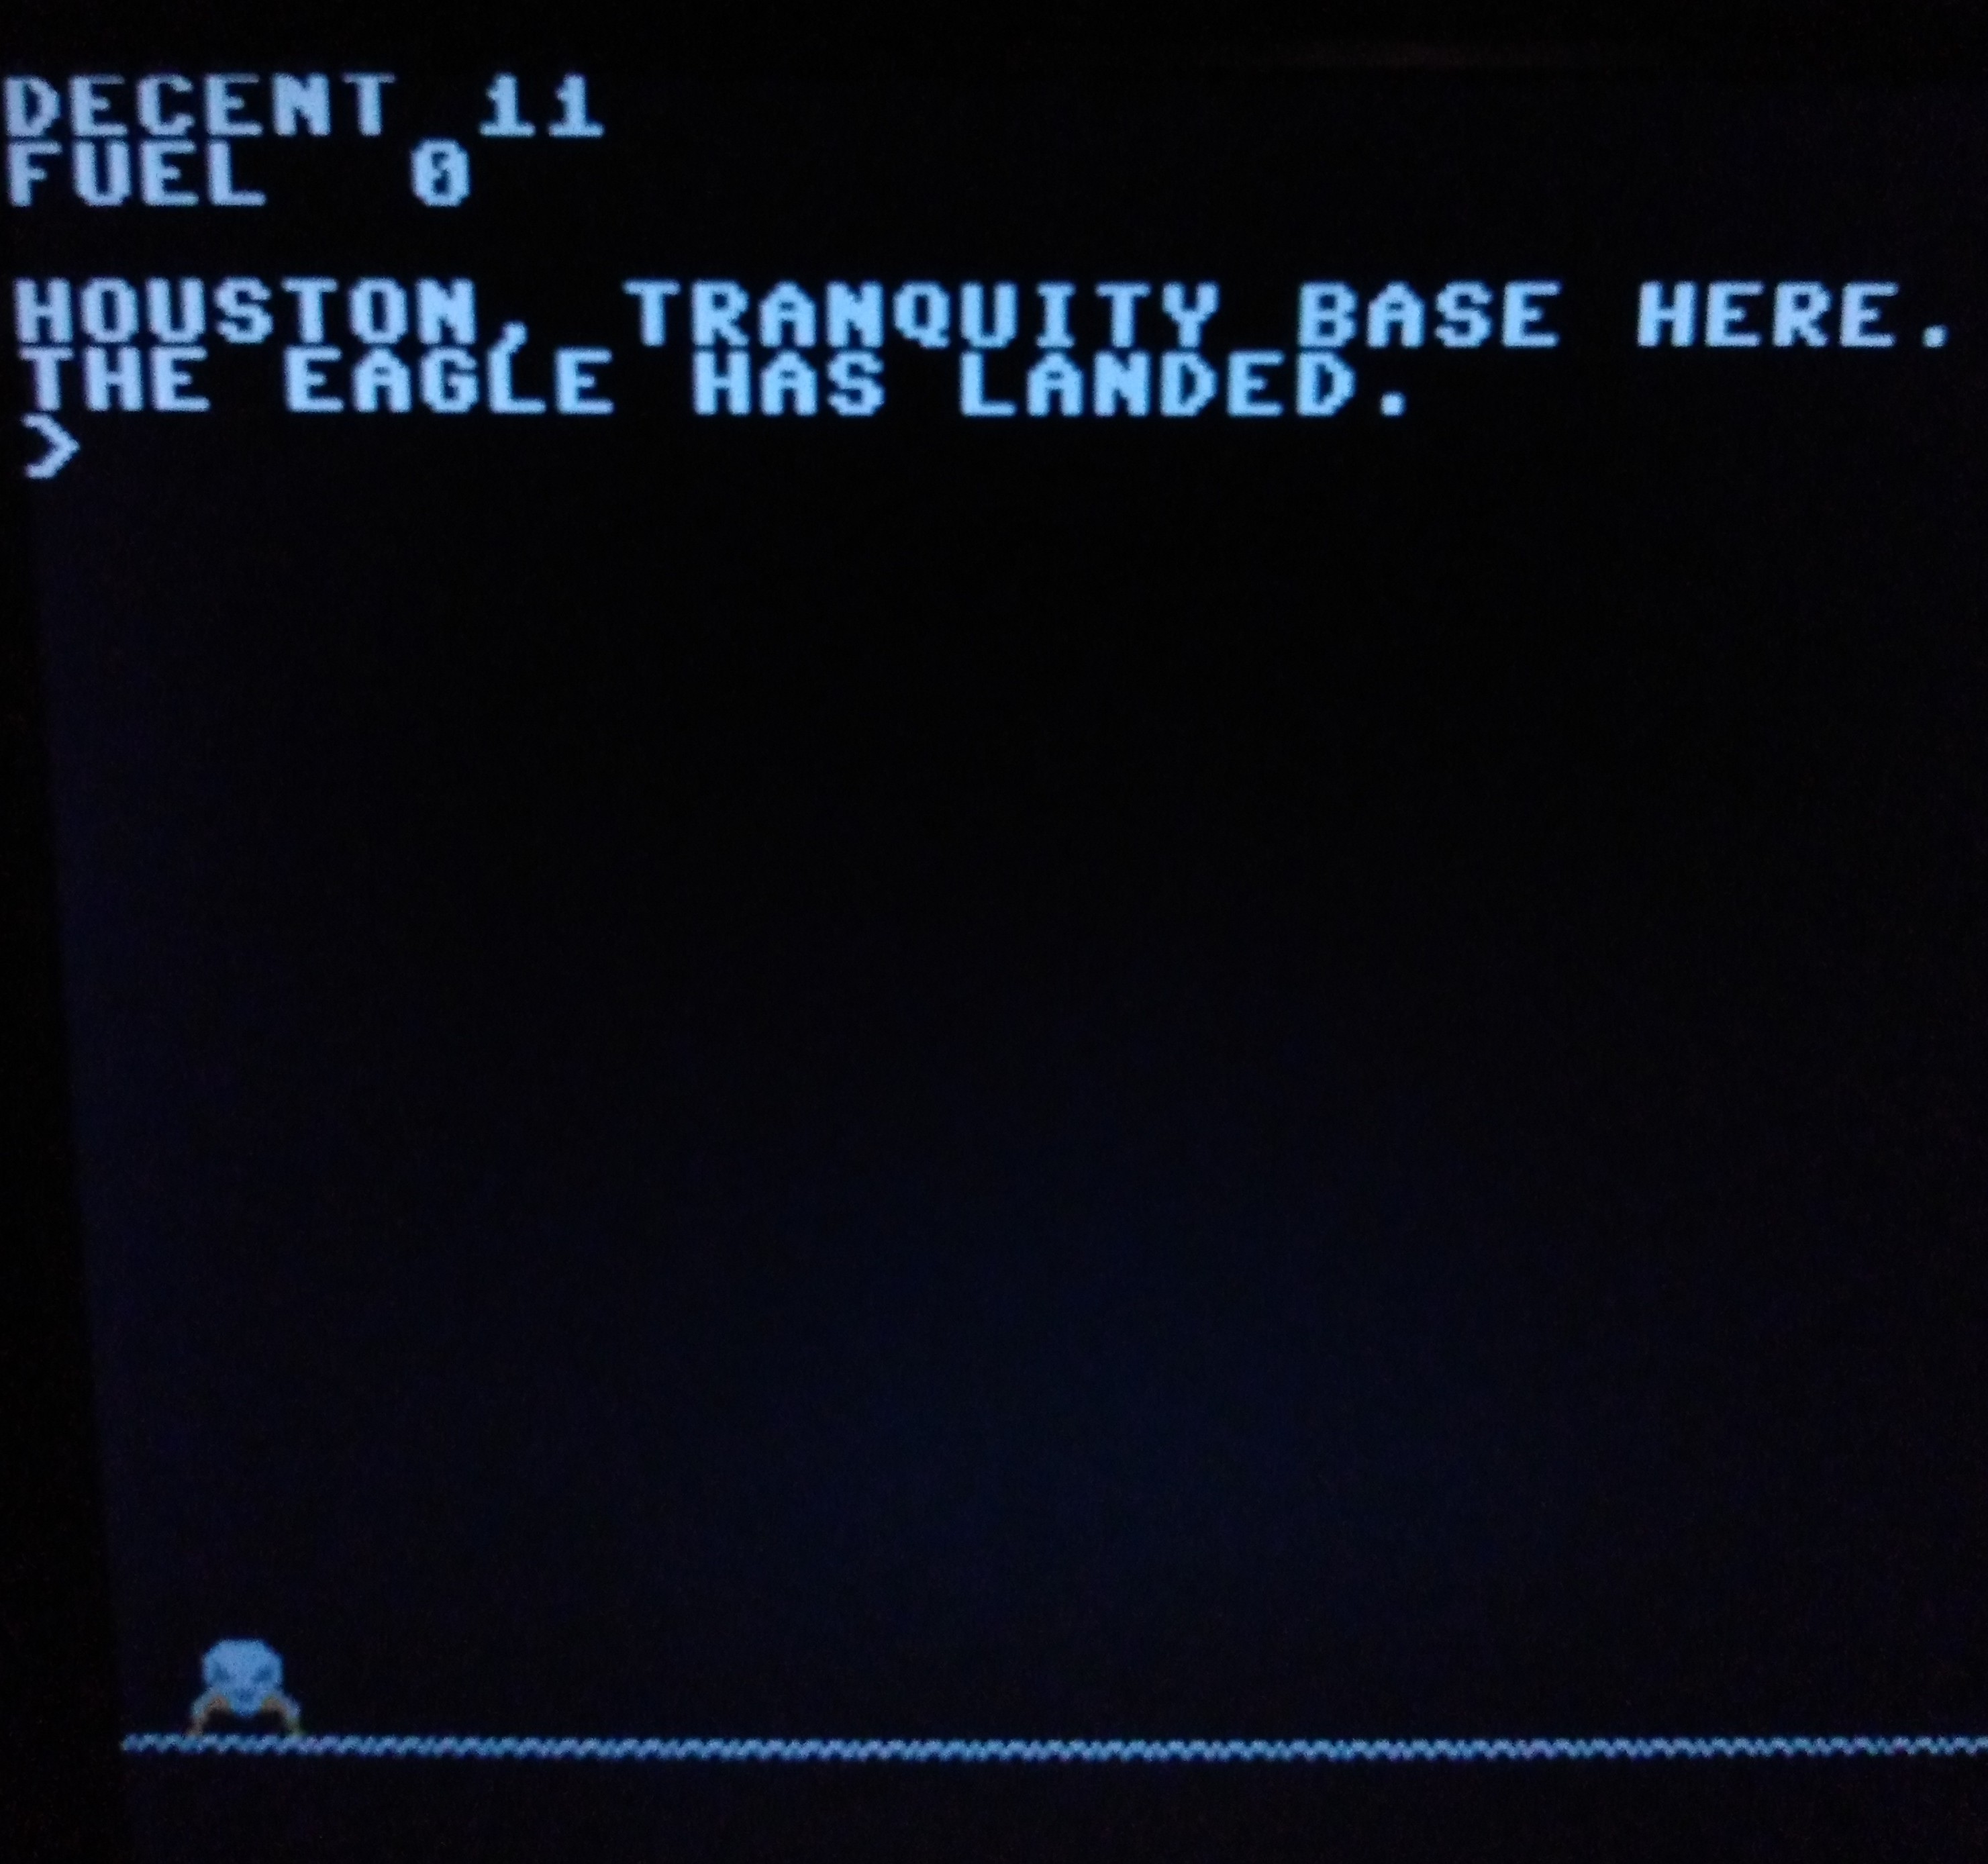 DECENT 11
FUEL 0
HOUSTON, TRANQUITY BASE HERE.
THE EAGLE HAS LANDED.
>